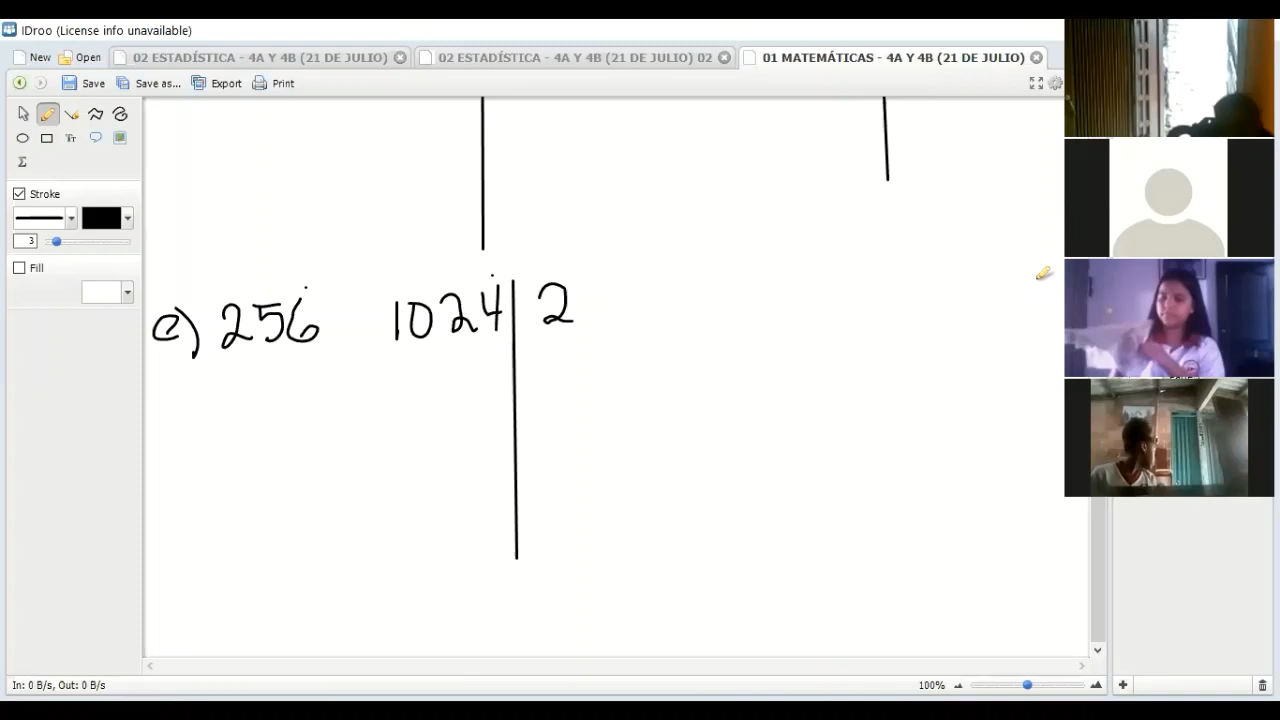 IDroo (License info unavailable)
New Open 02 ESTADÍSTICA - 4A Y 4B (21 DE JULIO) 02 ESTADÍSTICA - 4A Y 4B (21 DE JULIO) 02 01 MATEMÁTICAS - 4A Y 4B (21 DE JULIO)
Save Save as... Export Print
Tт
Σ
Stroke
3
Fill
e) 256 1024 2
In: 0 B/s, Out: 0 B/s 100%